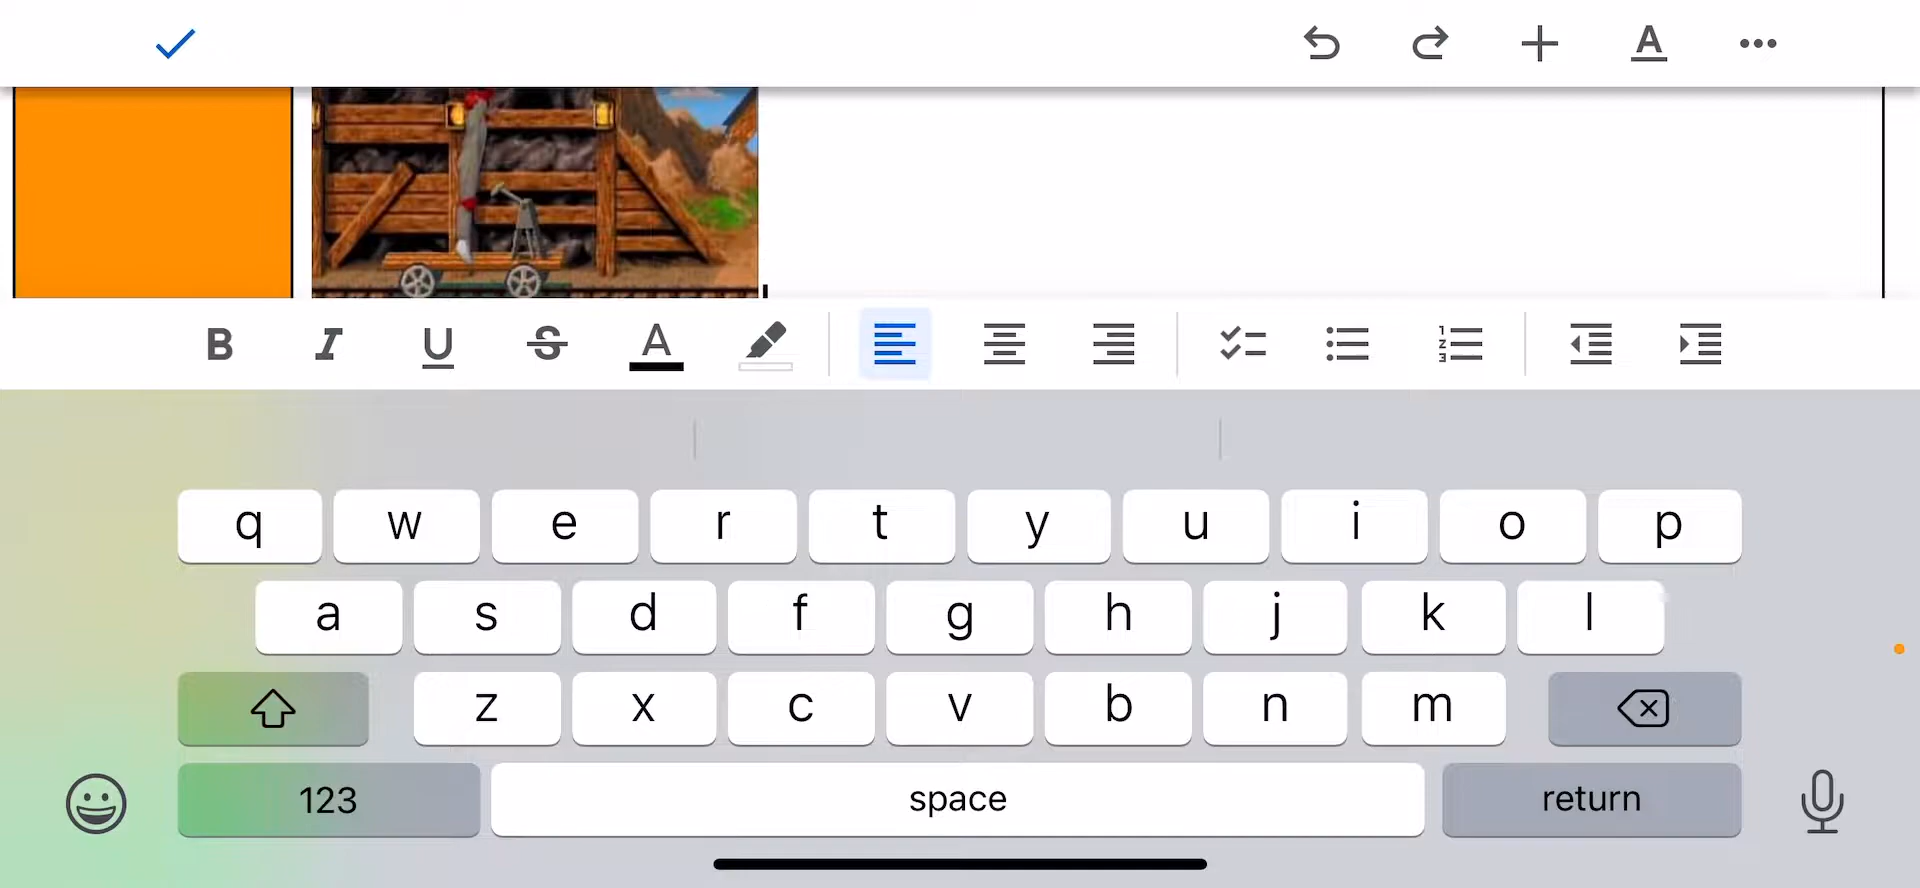 B I U S A
A
q w e r t y u i o p
a s d f g h j k l
z x c v b n m
123 space return